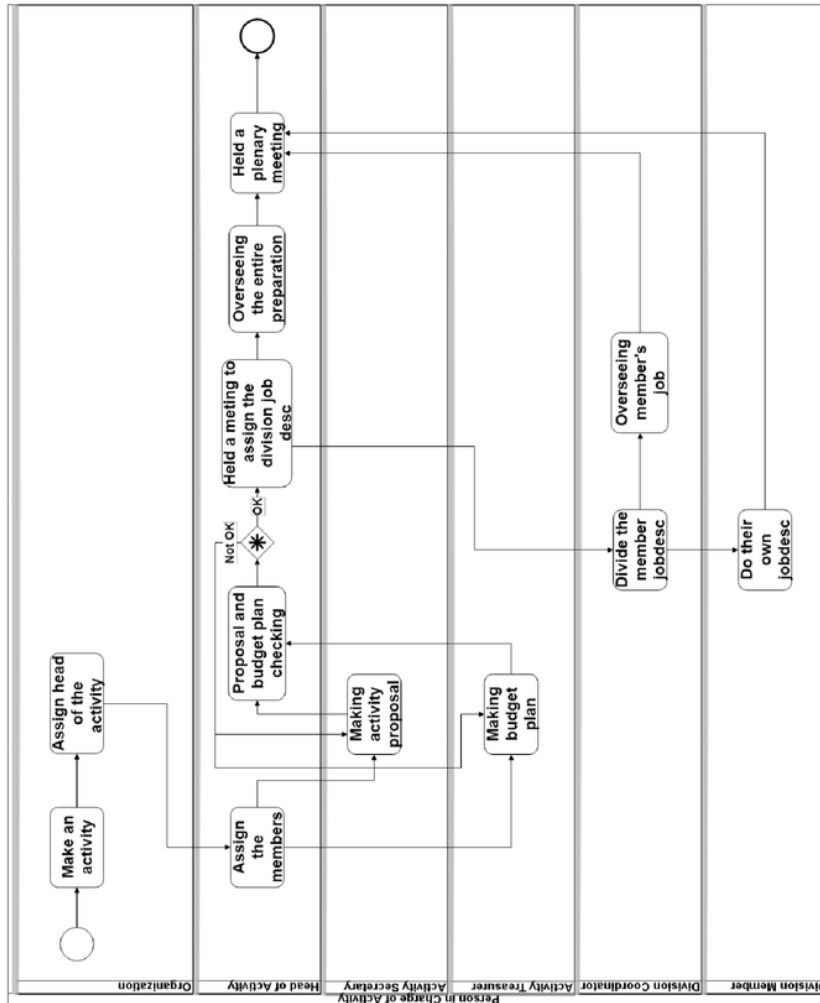 Person in Charge of Activity
Organization
Make an
activity
Assign head
of the
activity
Head of Activity
Assign
the
members
Proposal and
budget plan
checking
Not OK
OK
Held a meting to
assign the
division job
desc
Overseeing
the entire
preparation
Held a
plenary
meeting
Activity Secretary
Making
activity
proposal
Activity Treasurer
Making
budget
plan
Division Coordinator
Divide the
member
jobdesc
Overseeing
member's
job
Division Member
Do their
own
jobdesc